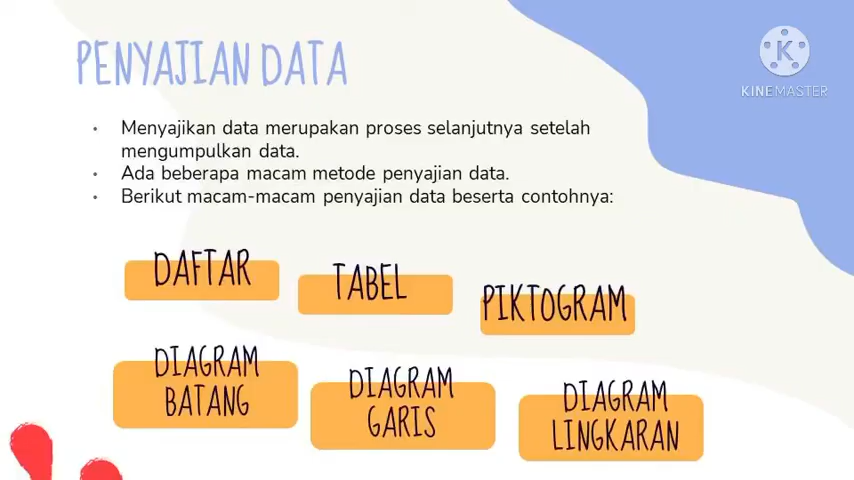 PENYAJIAN DATA
KINEMASTER
• Menyajikan data merupakan proses selanjutnya setelah
mengumpulkan data.
• Ada beberapa macam metode penyajian data.
• Berikut macam-macam penyajian data beserta contohnya:
DAFTAR
TABEL
PIKTOGRAM
DIAGRAM
BATANG
DIAGRAM
GARIS
DIAGRAM
LINGKARAN